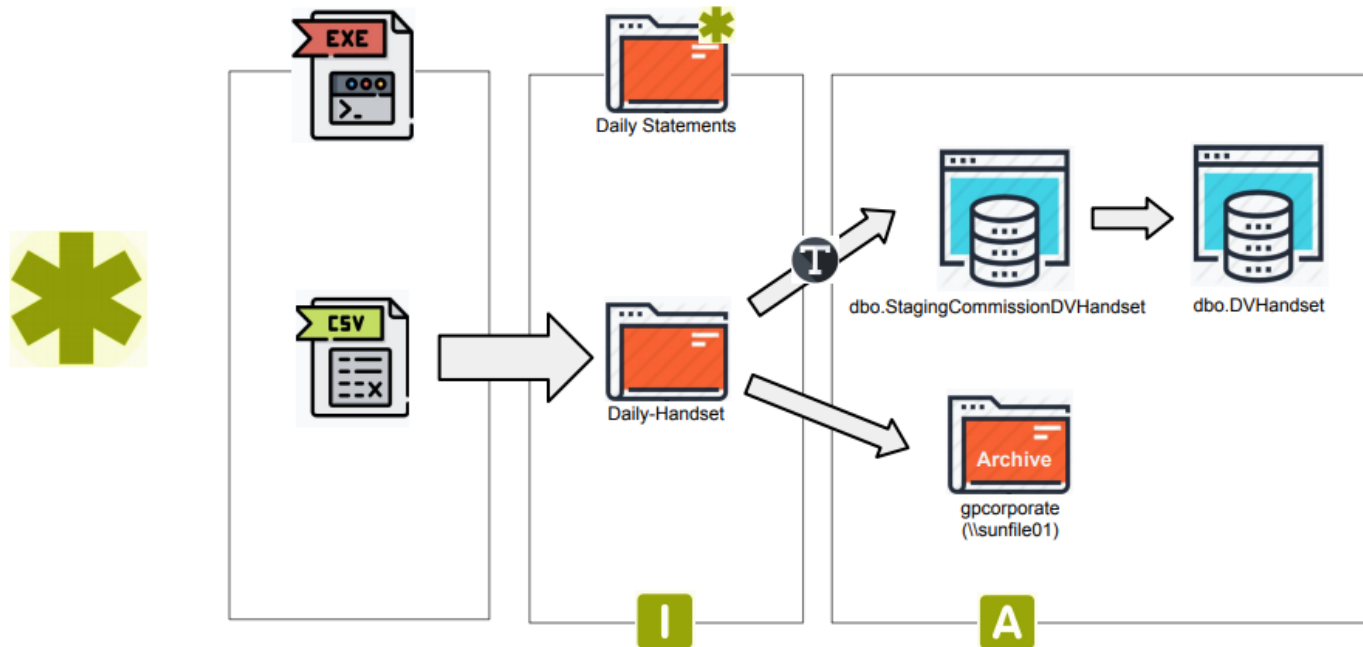 EXE
>_
Daily Statements
T
dbo.StagingCommissionDVHandset
dbo.DVHandset
CSV
x
Daily-Handset
Archive
gpcorporate
(\\sunfile01)
I
A